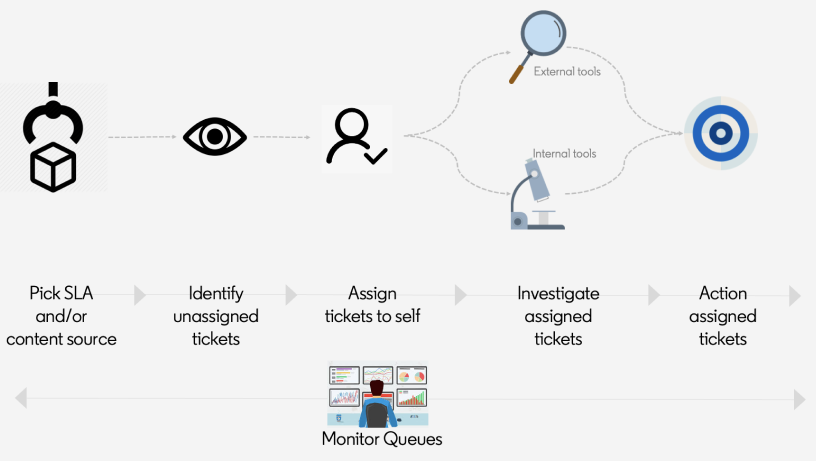 External tools
Internal tools
Pick SLA
and/or
content source
Identify
unassigned
tickets
Assign
tickets to self
Investigate
assigned
tickets
Action
assigned
tickets
Monitor Queues